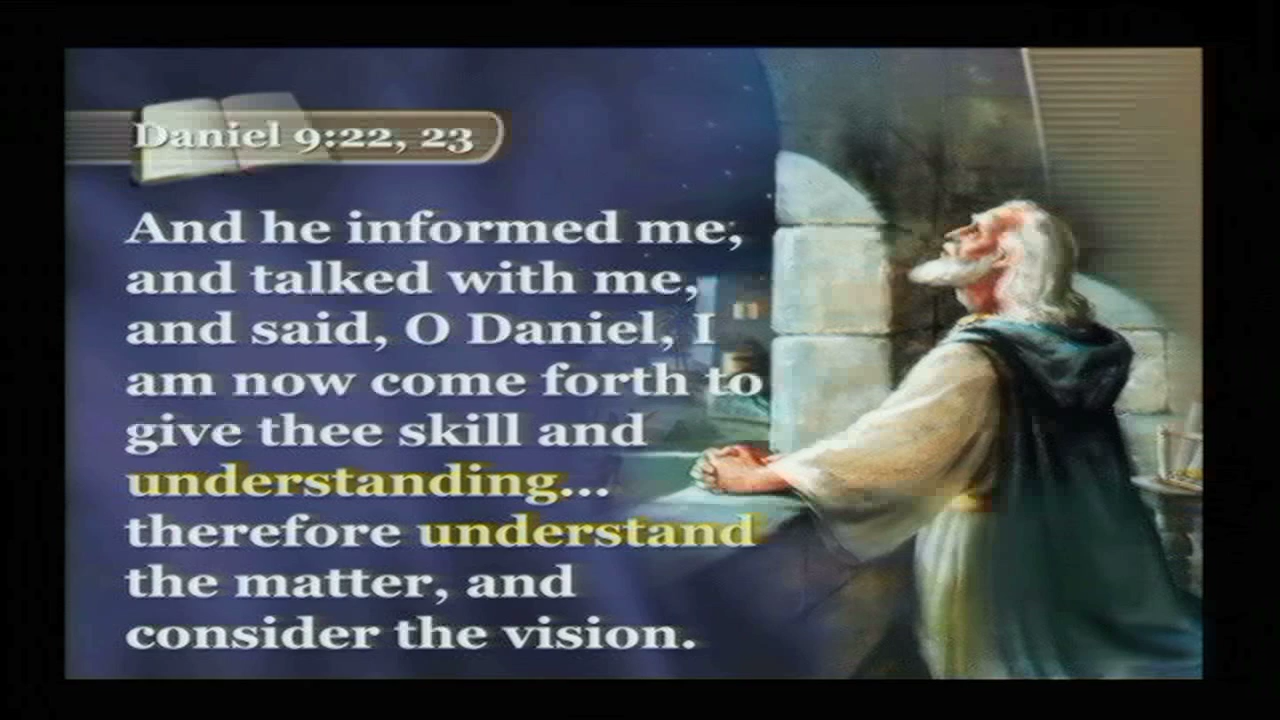 Daniel 9:22, 23
And he informed me,
and talked with me,
and said, O Daniel, I
am now come forth to
give thee skill and
understanding...
therefore understand
the matter, and
consider the vision.